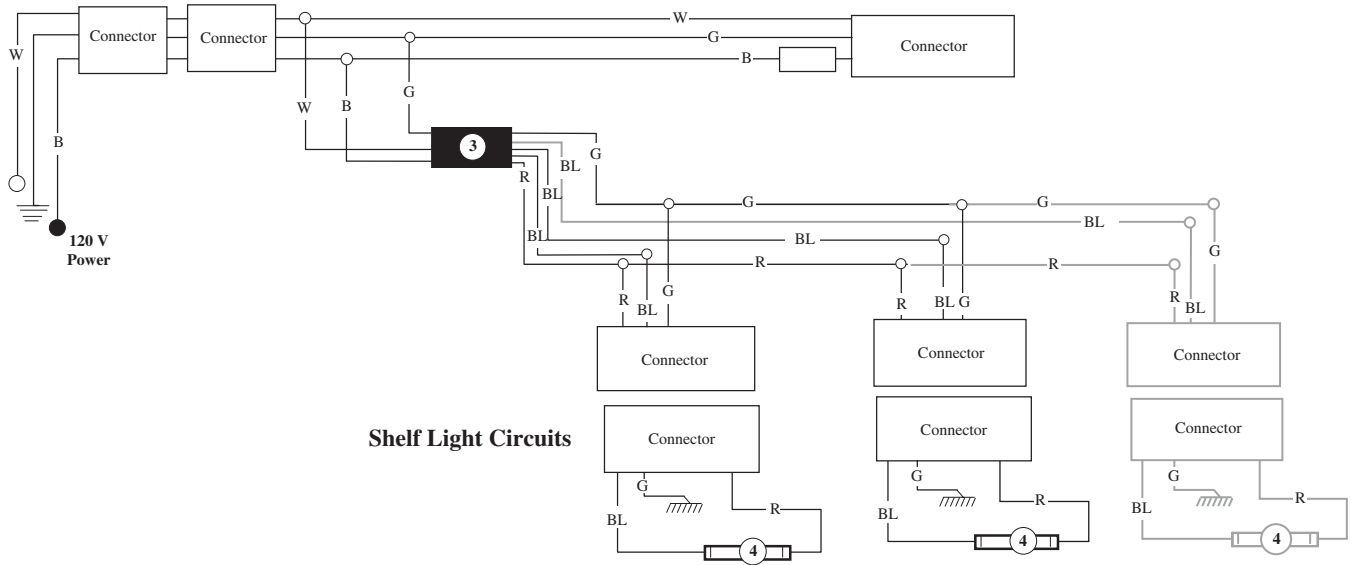 W
Connector
Connector
W
Connector
G
W
B
W
B
G
B
3
G
BL
R
BL
120 V
Power
G
G
BL
BL
BL
G
R
R
R
BL
G
R
BL
G
R
BL
Connector
Connector
Connector
Shelf Light Circuits
Connector
Connector
Connector
G
G
G
BL
R
BL
R
BL
R
4
4
4